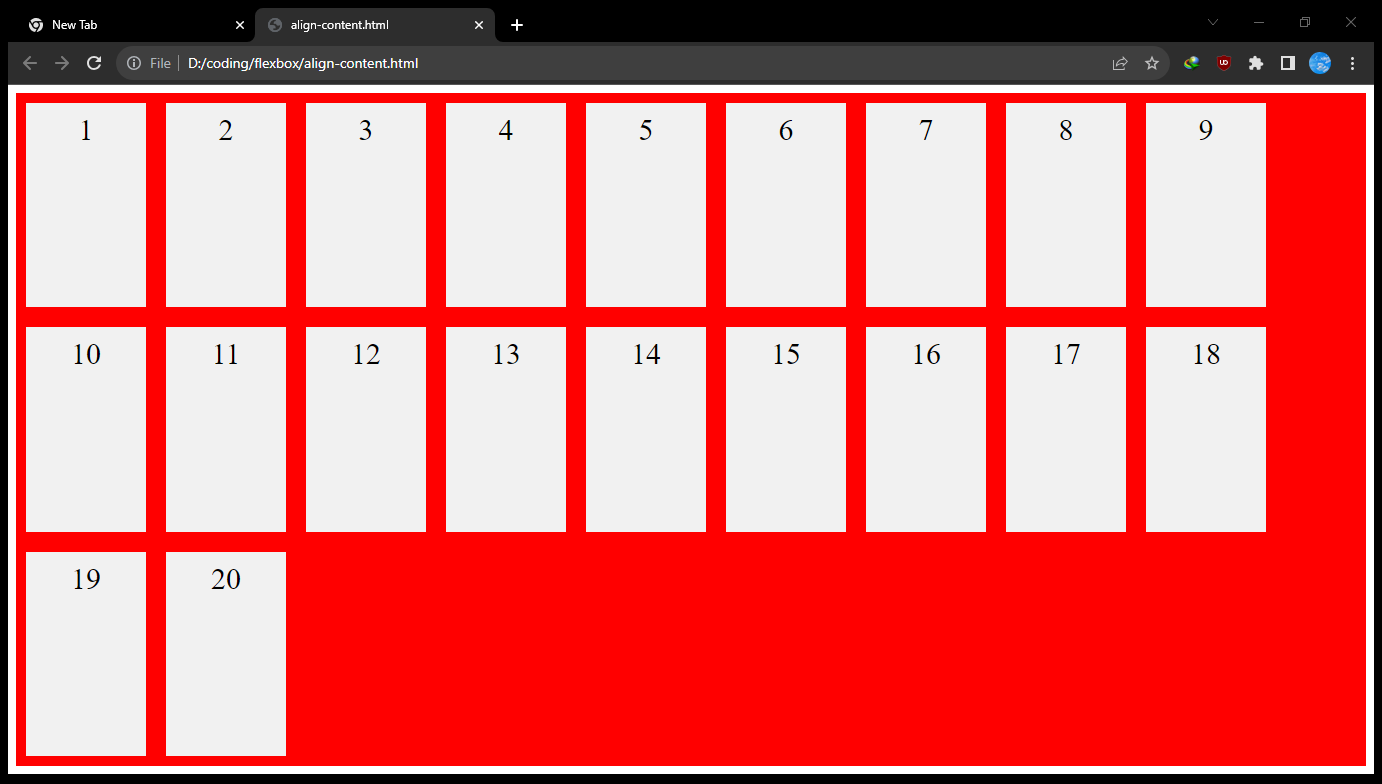 New Tab
align-content.html
File D:/coding/flexbox/align-content.html
UD
1 2 3 4 5 6 7 8 9
10 11 12 13 14 15 16 17 18
19 20